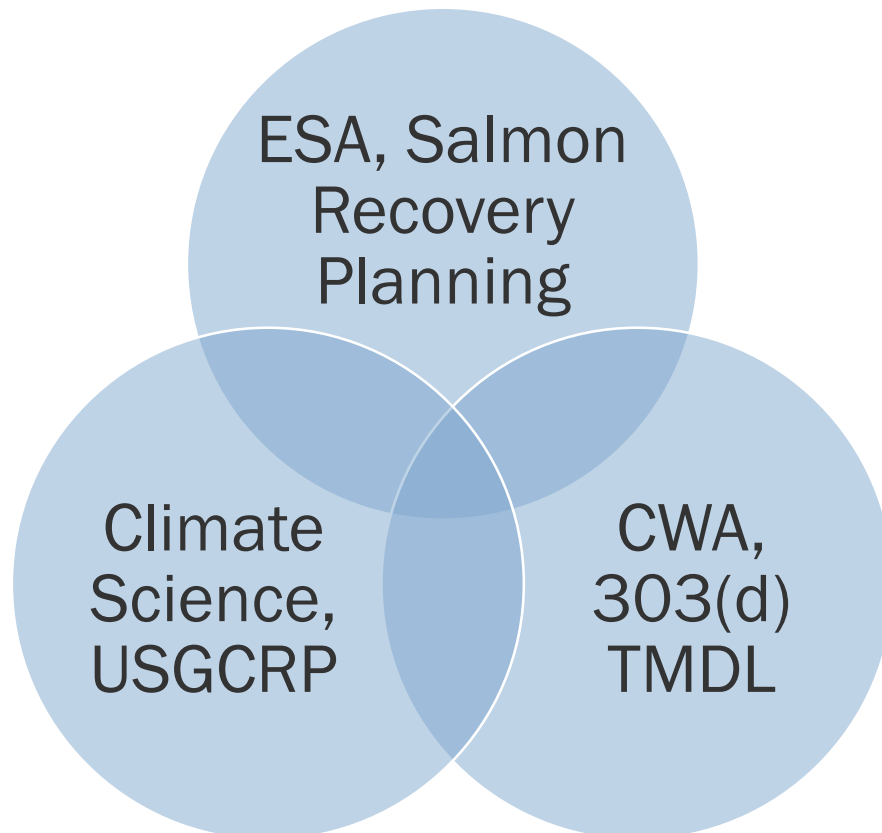 ESA, Salmon
Recovery
Planning
Climate
Science,
USGCRP
CWA,
303(d)
TMDL